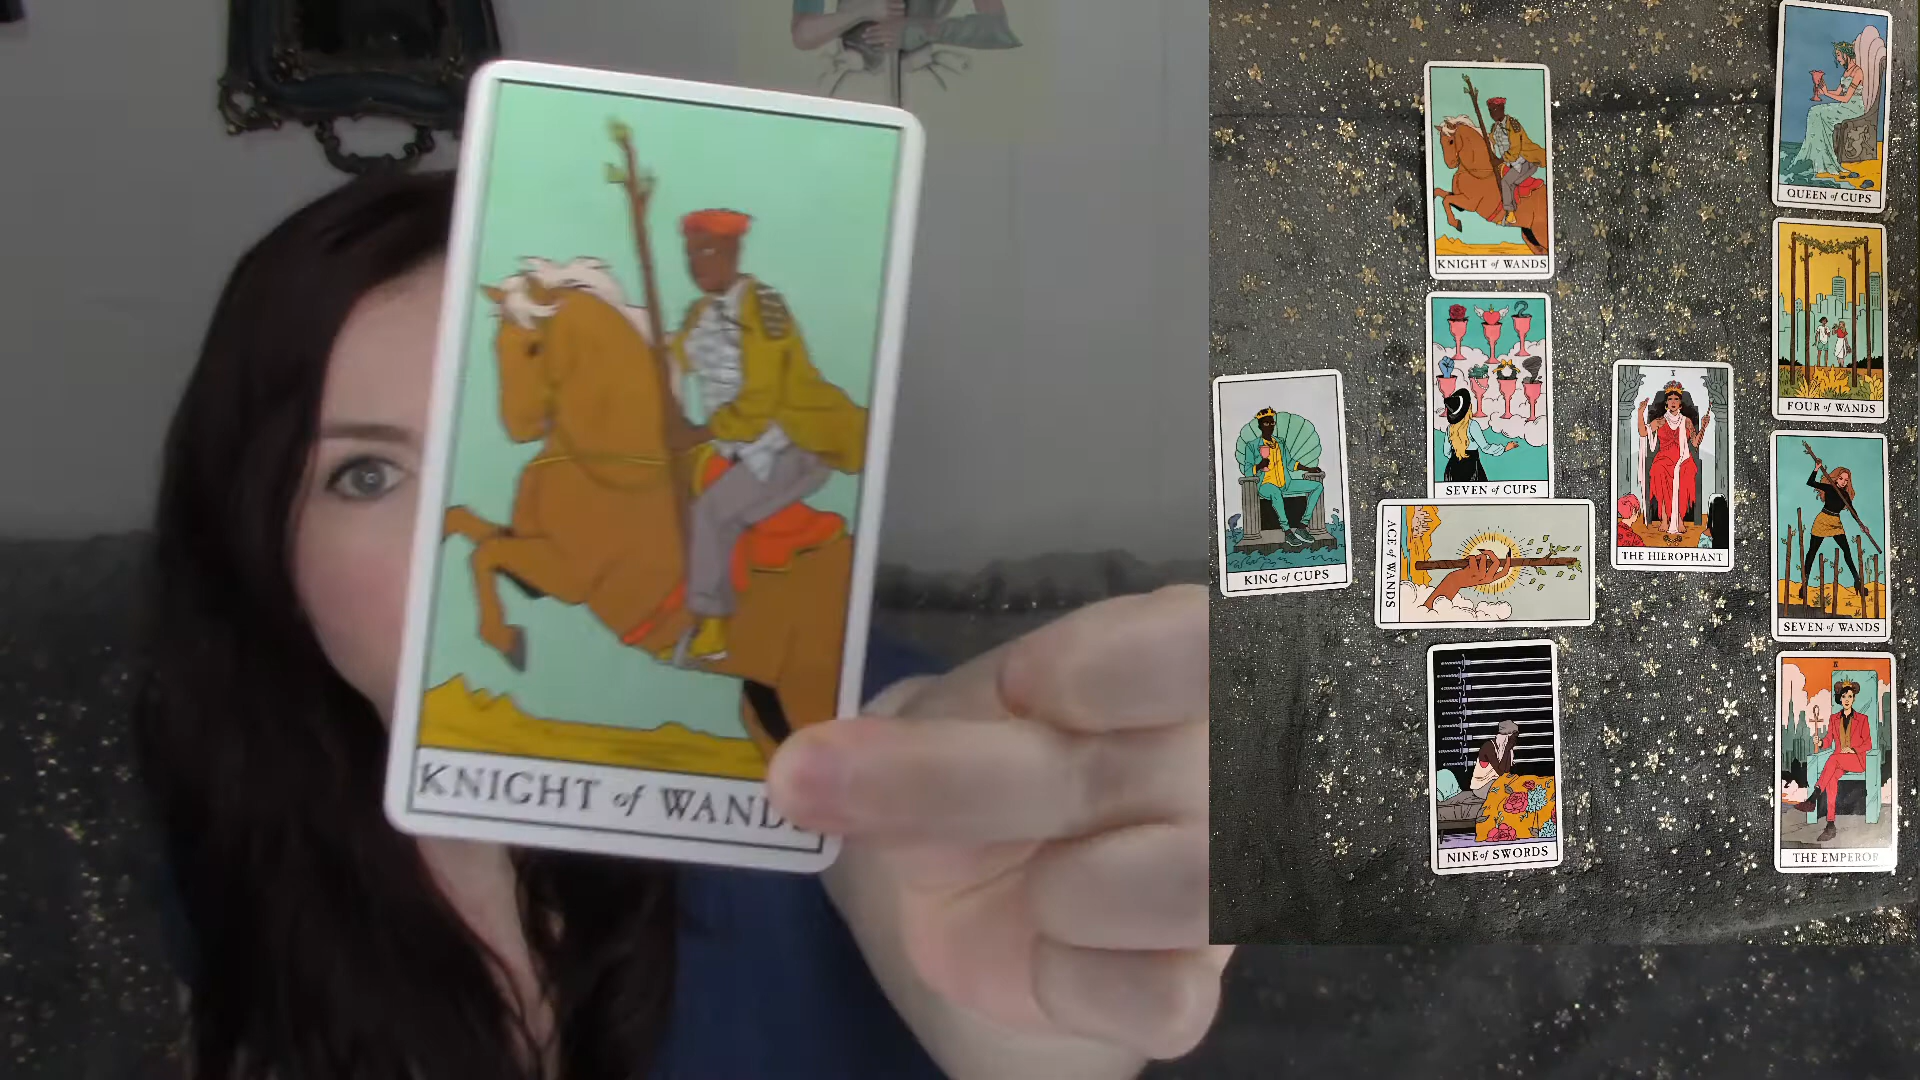 KNIGHT of WANDS
KNIGHT of WANDS
SEVEN of CUPS
KING of CUPS
ACE of WANDS
X
THE HIEROPHANT
NINE of SWORDS
QUEEN of CUPS
FOUR of WANDS
SEVEN of WANDS
THE EMPEROR